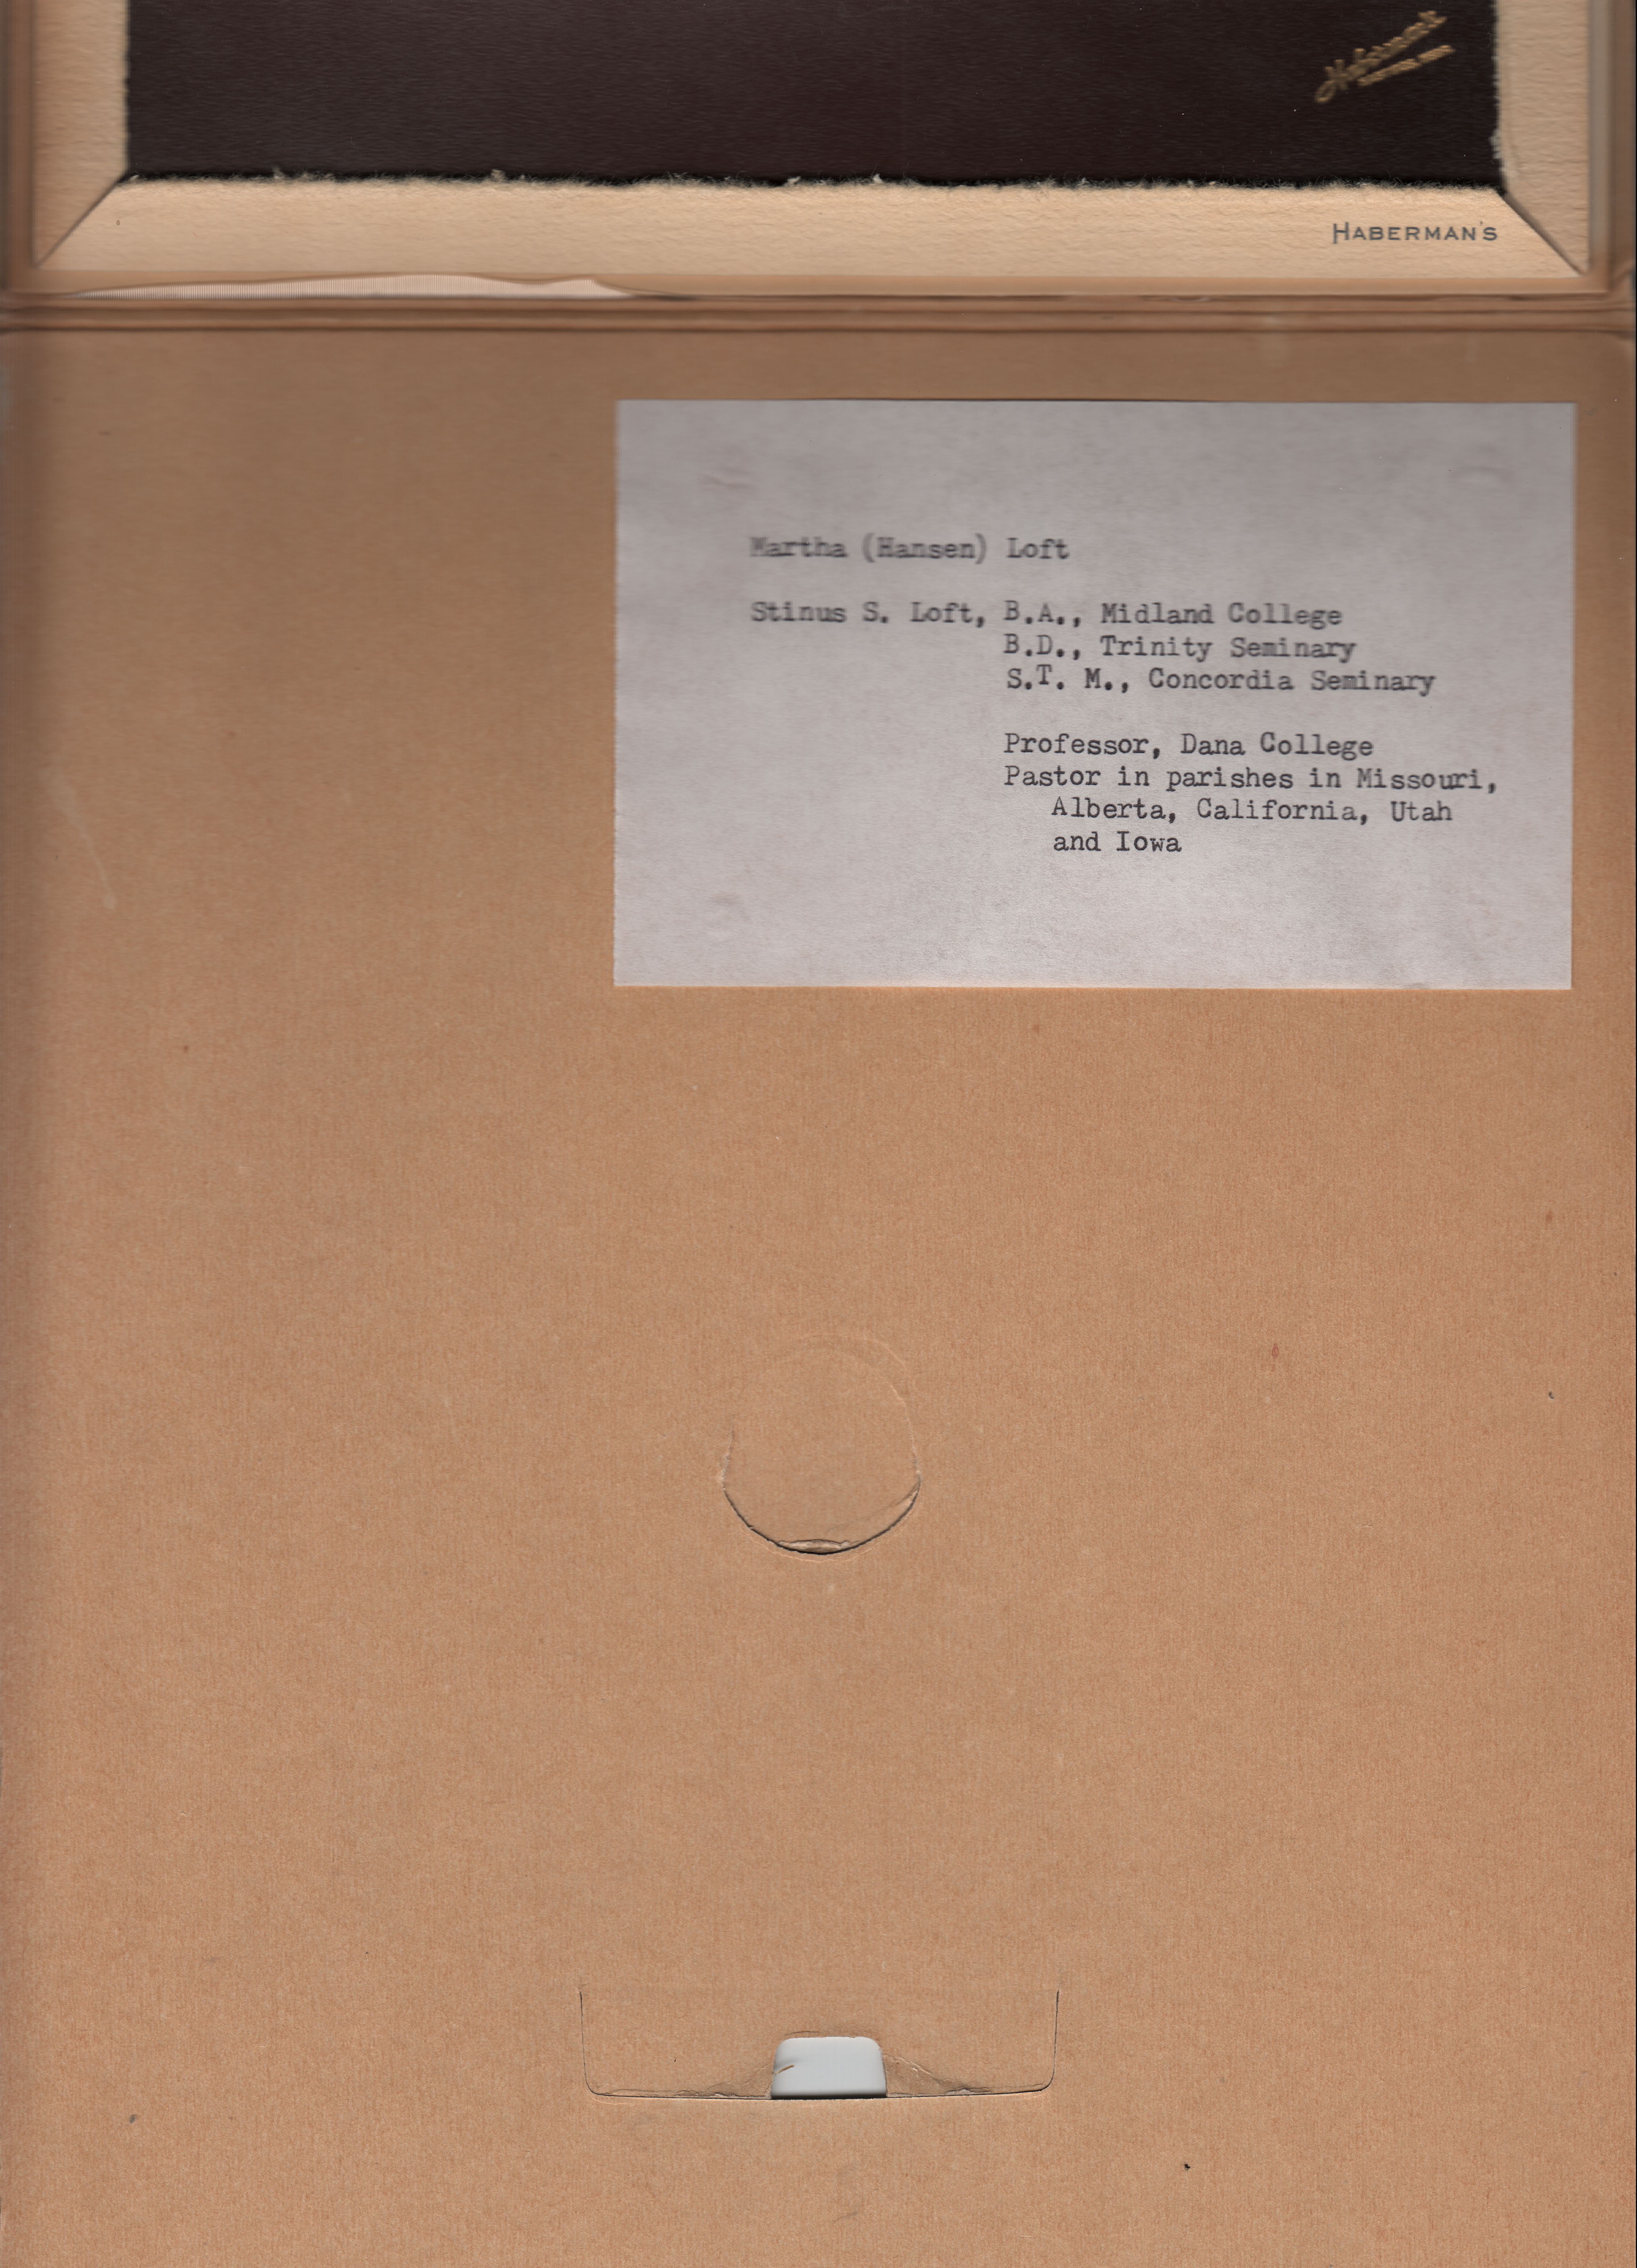 Haberman's
HABERMAN'S
Martha (Hansen) Loft
Stinus S. Loft, B.A., Midland College
B.D., Trinity Seminary
S.T. M., Concordia Seminary
Professor, Dana College
Pastor in parishes in Missouri,
Alberta, California, Utah
and Iowa